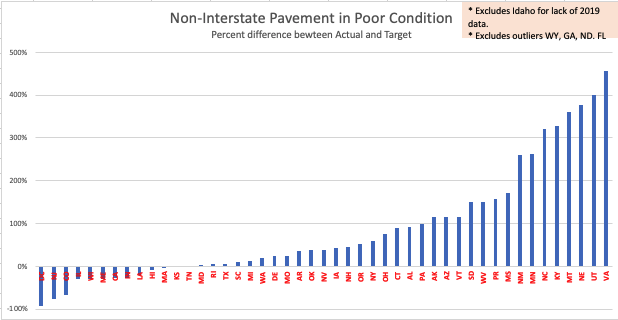 Non-Interstate Pavement in Poor Condition
Percent difference bewteen Actual and Target
* Excludes Idaho for lack of 2019
data.
* Excludes outliers WY, GA, ND. FL
500%
400%
300%
200%
100%
0%
-100%
HI MA KS TN MD RI TX SC MI WA DE MO AR OK NV IA NH OR NY OH CT AL PA AK AZ VT SD WV PR MS NM MN NC KY MT NE UT VA